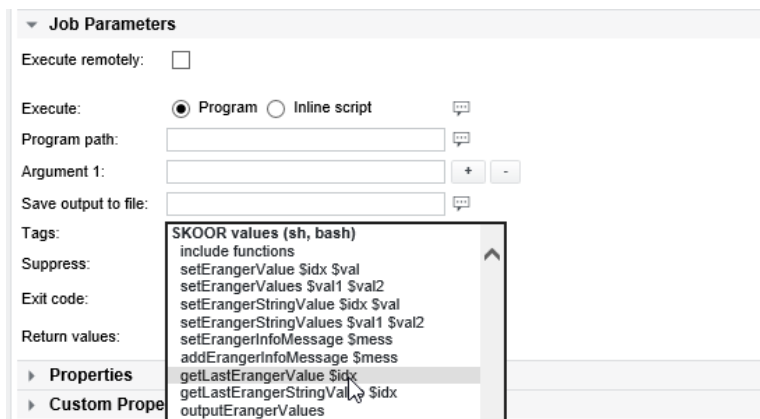 Job Parameters
Execute remotely:
Execute: Program Inline script
Program path:
Argument 1: + -
Save output to file:
Tags:
Suppress:
Exit code:
Return values:
SKOOR values (sh, bash)
include functions
setErangerValue $idx $val
setErangerValues $val1 $val2
setErangerStringValue $idx $val
setErangerStringValues $val1 $val2
setErangerInfoMessage $mess
addErangerInfoMessage $mess
getLastErangerValue $idx
getLastErangerStringValue $idx
outputErangerValues
Properties
Custom Prope